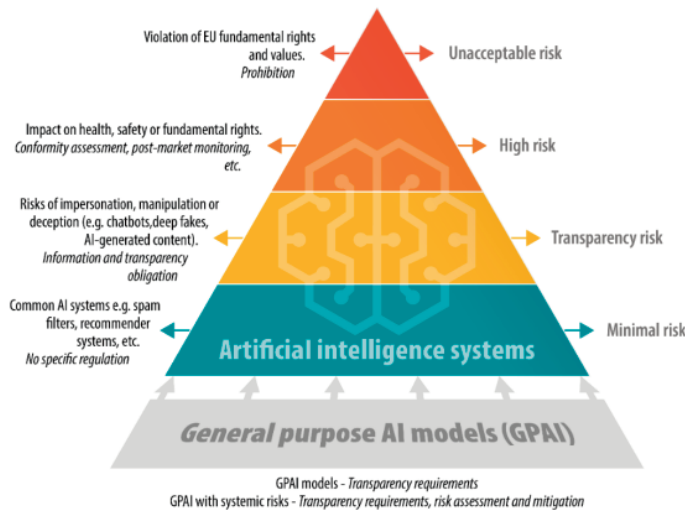 Violation of EU fundamental rights
and values.
Prohibition
Unacceptable risk
Impact on health, safety or fundamental rights.
Conformity assessment, post-market monitoring,
etc.
High risk
Risks of impersonation, manipulation or
deception (e.g. chatbots,deep fakes,
AI-generated content).
Information and transparency
obligation
Transparency risk
Common AI systems e.g. spam
filters, recommender
systems, etc.
No specific regulation
Minimal risk
Artificial intelligence systems
General purpose AI models (GPAI)
GPAI models - Transparency requirements
GPAI with systemic risks - Transparency requirements, risk assessment and mitigation